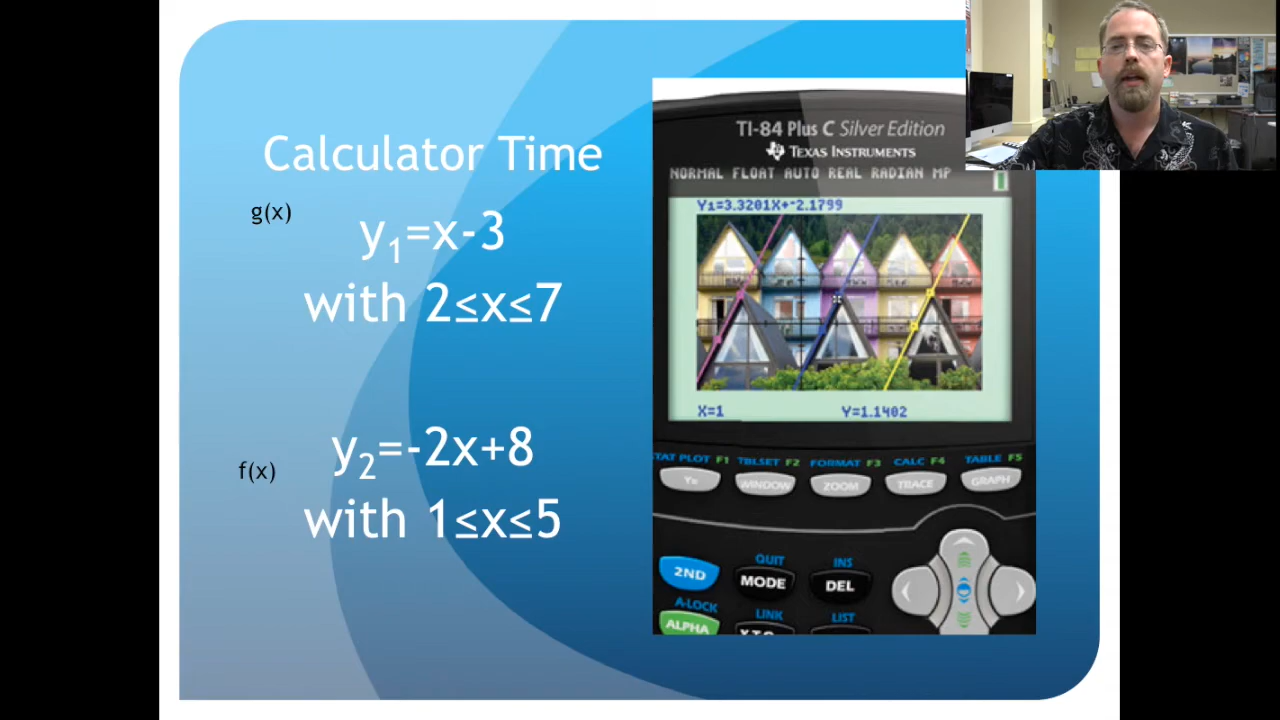 Calculator Time
g(x)
y₁=x-3
with 2≤x≤7
y₂=-2x+8
f(x)
with 1≤x≤5
TI-84 Plus C Silver Edition
TEXAS INSTRUMENTS
NORMAL FLOAT AUTO REAL RADIAN MP
Y1=3.3201X+-2.1799
X=1 Y=1.1402
TAT PLOT F1 TBLSET F2 FORMAT F3 CALC F4 TABLE F5
Y= WINDOW ZOOM TRACE GRAPH
QUIT INS
2ND MODE DEL
A-LOCK LINK LIST
ALPHA